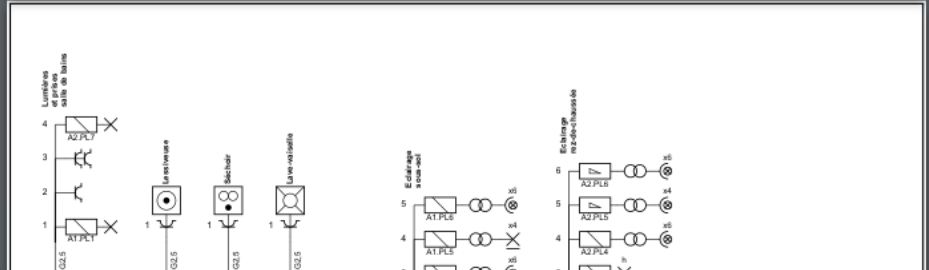 Lumières
et prises
salle de bains
4
A2.PL7
3
2
1
A1.PL1
G2,5
Lessiveuse
1
G2,5
Séchoir
1
G2,5
Lave-vaisselle
1
G2,5
Eclairage
sous-sol
5
A1.PL6
x6
4
A1.PL5
x4
x6
Eclairage
rez-de-chaussée
6
A2.PL6
x6
5
A2.PL5
x4
4
A2.PL4
x6
h